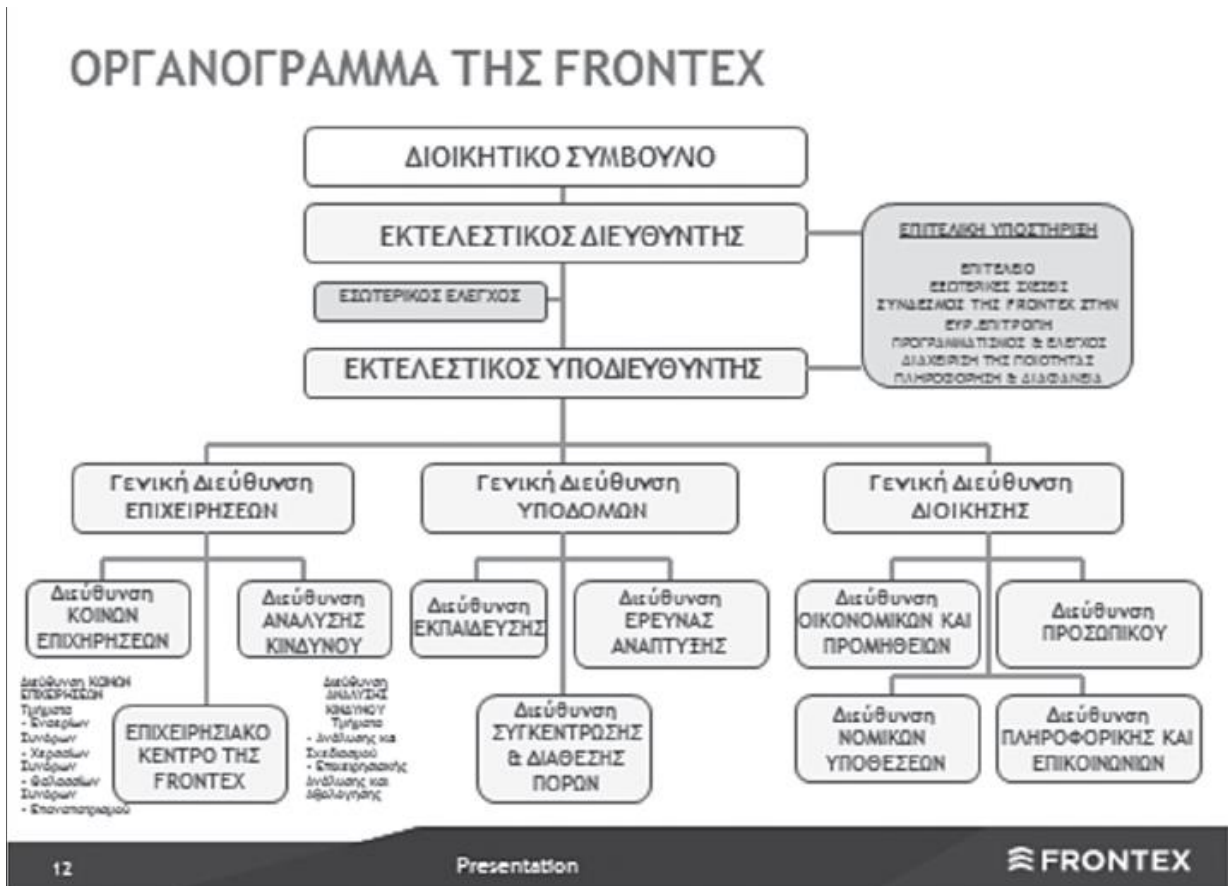 ΟΡΓΑΝΟΓΡΑΜΜΑ ΤΗΣ FRONTEX
ΔΙΟΙΚΗΤΙΚΟ ΣΥΜΒΟΥΛΙΟ
ΕΚΤΕΛΕΣΤΙΚΟΣ ΔΙΕΥΘΥΝΤΗΣ
ΕΠΙΤΕΛΙΚΗ ΥΠΟΣΤΗΡΙΞΗ
ΕΠΙΤΕΛΕΙΟ
ΕΞΩΤΕΡΙΚΕΣ ΣΧΕΣΕΙΣ
ΣΥΝΔΕΣΜΟΣ ΤΗΣ FRONTEX ΣΤΗΝ
ΕΥΡ.ΕΠΙΤΡΟΠΗ
ΠΡΟΓΡΑΜΜΑΤΙΣΜΟΣ & ΕΛΕΓΧΟΣ
ΔΙΑΧΕΙΡΙΣΗ ΤΗΣ ΠΟΙΟΤΗΤΑΣ
ΠΛΗΡΟΦΟΡΗΣΗ & ΔΙΑΦΑΝΕΙΑ
ΕΣΩΤΕΡΙΚΟΣ ΕΛΕΓΧΟΣ
ΕΚΤΕΛΕΣΤΙΚΟΣ ΥΠΟΔΙΕΥΘΥΝΤΗΣ
Γενική Διεύθυνση
ΕΠΙΧΕΙΡΗΣΕΩΝ
Γενική Διεύθυνση
ΥΠΟΔΟΜΩΝ
Γενική Διεύθυνση
ΔΙΟΙΚΗΣΗΣ
Διεύθυνση
ΚΟΙΝΩΝ
ΕΠΙΧΗΡΗΣΕΩΝ
Διεύθυνση
ΑΝΑΛΥΣΗΣ
ΚΙΝΔΥΝΟΥ
Διεύθυνση
ΕΚΠΑΙΔΕΥΣΗΣ
Διεύθυνση
ΕΡΕΥΝΑΣ
ΑΝΑΠΤΥΞΗΣ
Διεύθυνση
ΟΙΚΟΝΟΜΙΚΩΝ ΚΑΙ
ΠΡΟΜΗΘΕΙΩΝ
Διεύθυνση
ΠΡΟΣΩΠΙΚΟΥ
Διεύθυνση ΚΟΙΝΩΝ
ΕΠΙΧΕΙΡΗΣΕΩΝ
Τμήματα
- Εναερίων
Συνόρων
- Χερσαίων
Συνόρων
- Θαλασσίων
Συνόρων
- Επαναπατρισμού
ΕΠΙΧΕΙΡΗΣΙΑΚΟ
ΚΕΝΤΡΟ ΤΗΣ
FRONTEX
Διεύθυνση
ΑΝΑΛΥΣΗΣ
ΚΙΝΔΥΝΟΥ
Τμήματα
- Ανάλυσης και
Σχεδιασμού
- Επιχειρησιακής
Ανάλυσης και
Αξιολόγησης
Διεύθυνση
ΣΥΓΚΕΝΤΡΩΣΗΣ
& ΔΙΑΘΕΣΗΣ
ΠΟΡΩΝ
Διεύθυνση
ΝΟΜΙΚΩΝ
ΥΠΟΘΕΣΕΩΝ
Διεύθυνση
ΠΛΗΡΟΦΟΡΙΚΗΣ ΚΑΙ
ΕΠΙΚΟΙΝΩΝΙΩΝ
12
Presentation
FRONTEX